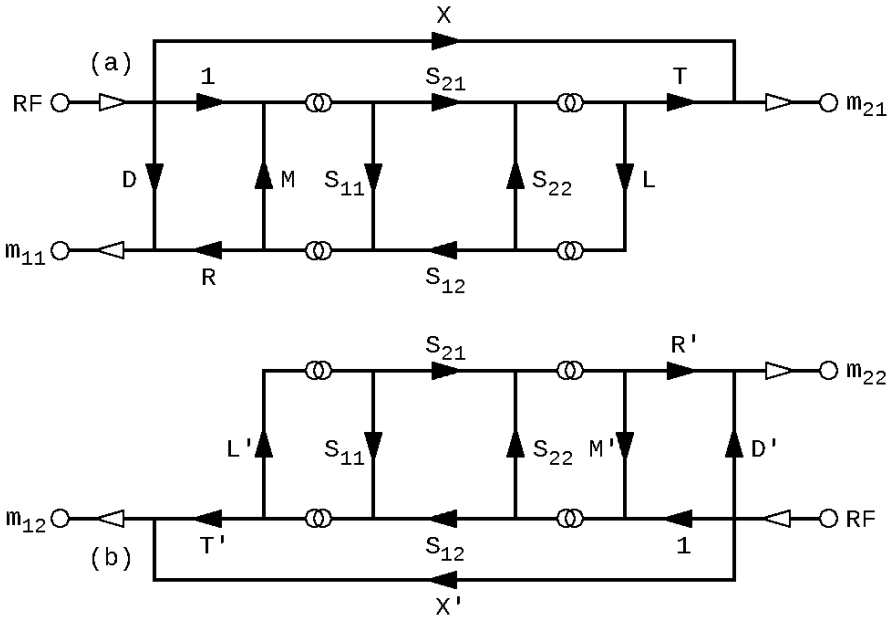 X
(a)
1 S21 T
RF m21
D M S11 S22 L
m11
R S12
S21 R'
m22
L' S11 S22 M' D'
m12 RF
(b) T' S12 1
X'